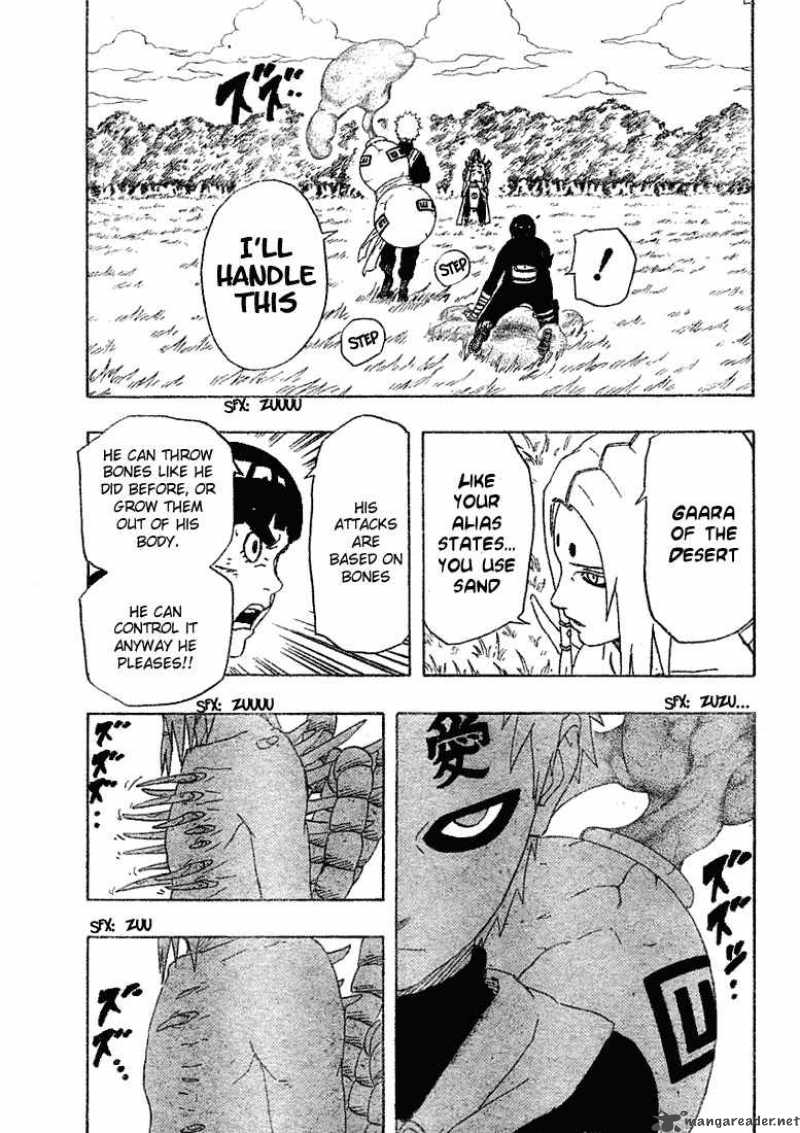 ズズ‥
I'LL
HANDLE
THIS
STEP
STEP
!
SFX: ZUUU
GAARA
OF THE
DESERT
LIKE
YOUR
ALIAS
STATES...
YOU USE
SAND
HIS
ATTACKS
ARE
BASED ON
BONES
HE CAN THROW
BONES LIKE HE
DID BEFORE, OR
GROW THEM
OUT OF HIS
BODY.
HE CAN
CONTROL IT
ANYWAY HE
PLEASES!!
SFX: ZUZU...
愛
ズズ‥
SFX: ZUUUU
ズズズ‥
SFX: ZUU
ズズ‥
mangareader.net